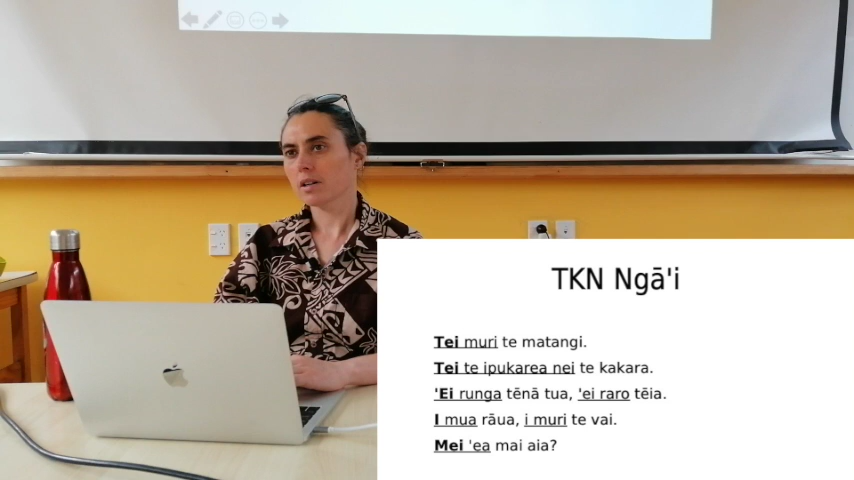 TKN Ngā'i
Tei muri te matangi.
Tei te ipukarea nei te kakara.
'Ei runga tēnā tua, 'ei raro tēia.
I mua rāua, i muri te vai.
Mei 'ea mai aia?